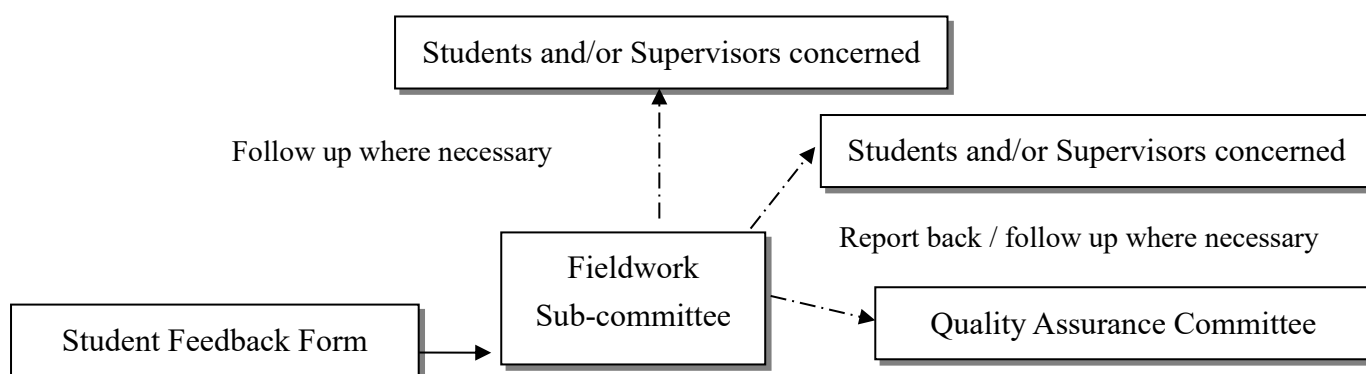 Students and/or Supervisors concerned
Follow up where necessary
Students and/or Supervisors concerned
Report back / follow up where necessary
Fieldwork
Sub-committee
Quality Assurance Committee
Student Feedback Form